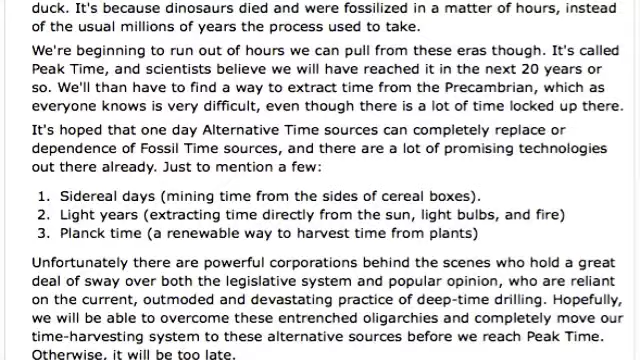 duck. It's because dinosaurs died and were fossilized in a matter of hours, instead
of the usual millions of years the process used to take.
We're beginning to run out of hours we can pull from these eras though. It's called
Peak Time, and scientists believe we will have reached it in the next 20 years or
so. We'll than have to find a way to extract time from the Precambrian, which as
everyone knows is very difficult, even though there is a lot of time locked up there.
It's hoped that one day Alternative Time sources can completely replace or
dependence of Fossil Time sources, and there are a lot of promising technologies
out there already. Just to mention a few:
1. Sidereal days (mining time from the sides of cereal boxes).
2. Light years (extracting time directly from the sun, light bulbs, and fire)
3. Planck time (a renewable way to harvest time from plants)
Unfortunately there are powerful corporations behind the scenes who hold a great
deal of sway over both the legislative system and popular opinion, who are reliant
on the current, outmoded and devastating practice of deep-time drilling. Hopefully,
we will be able to overcome these entrenched oligarchies and completely move our
time-harvesting system to these alternative sources before we reach Peak Time.
Otherwise, it will be too late.